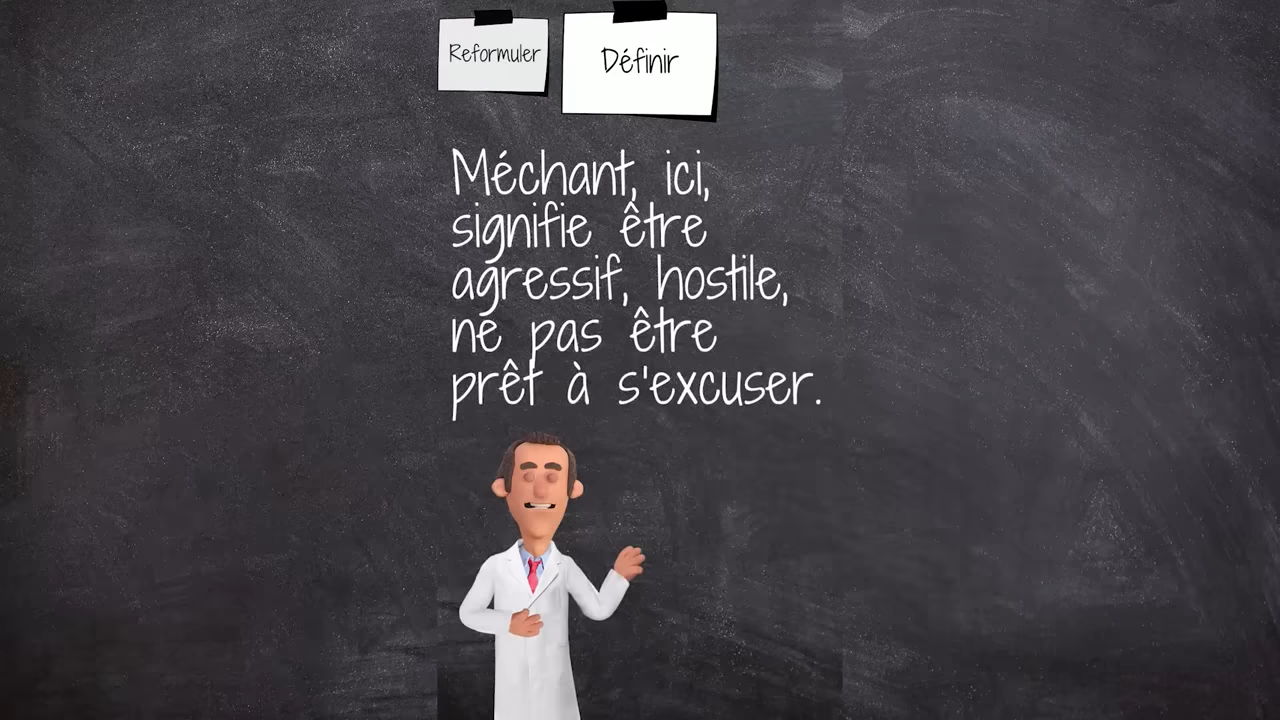 Reformuler
Définir
Méchant, ici,
signifie être
agressif, hostile,
ne pas être
prêt à s'excuser.